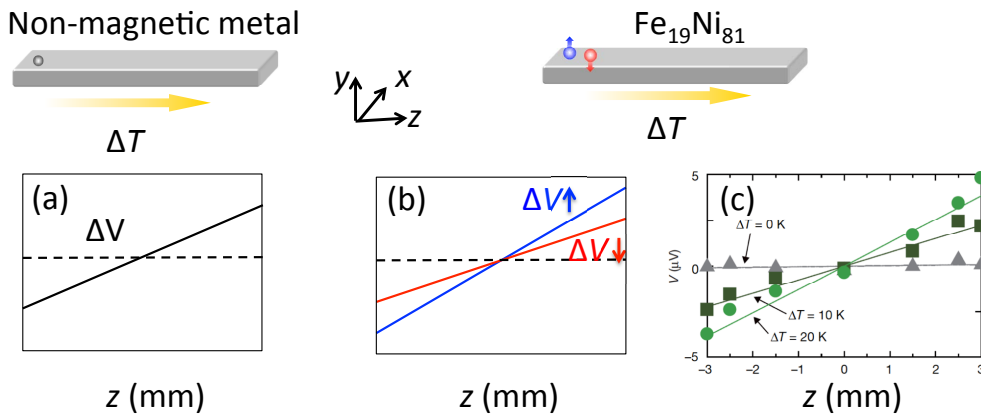 Non-magnetic metal
Fe₁₉Ni₈₁
y
x
z
ΔT
ΔT
(a)
ΔV
z (mm)
(b)
ΔV↑
ΔV↓
z (mm)
(c)
5
0
−5
V (μV)
ΔT = 0 K
ΔT = 10 K
ΔT = 20 K
−3 −2 −1 0 1 2 3
z (mm)